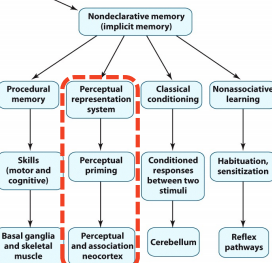 Nondeclarative memory
(implicit memory)
Procedural
memory
Perceptual
representation
system
Classical
conditioning
Nonassociative
learning
Skills
(motor and
cognitive)
Perceptual
priming
Conditioned
responses
between two
stimuli
Habituation,
sensitization
Basal ganglia
and skeletal
muscle
Perceptual
and association
neocortex
Cerebellum
Reflex
pathways